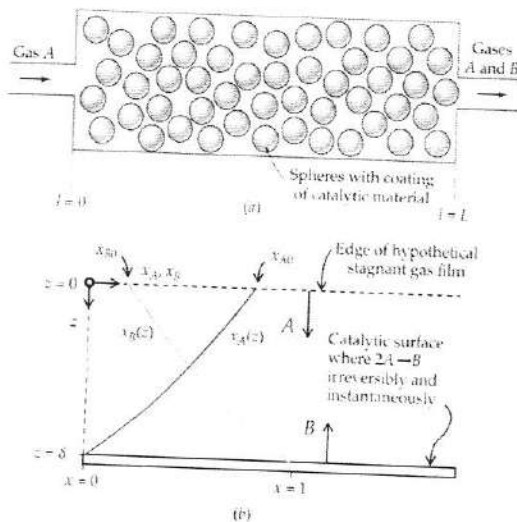 Gas A
Gases
A and B
Spheres with coating
of catalytic material
l = 0
(a)
l = L
x_B0
x_A, x_B
x_A0
Edge of hypothetical
stagnant gas film
z = 0
z
A
x_B(z)
x_A(z)
Catalytic surface
where 2A → B
irreversibly and
instantaneously
B
z = δ
x = 0
x = 1
(b)